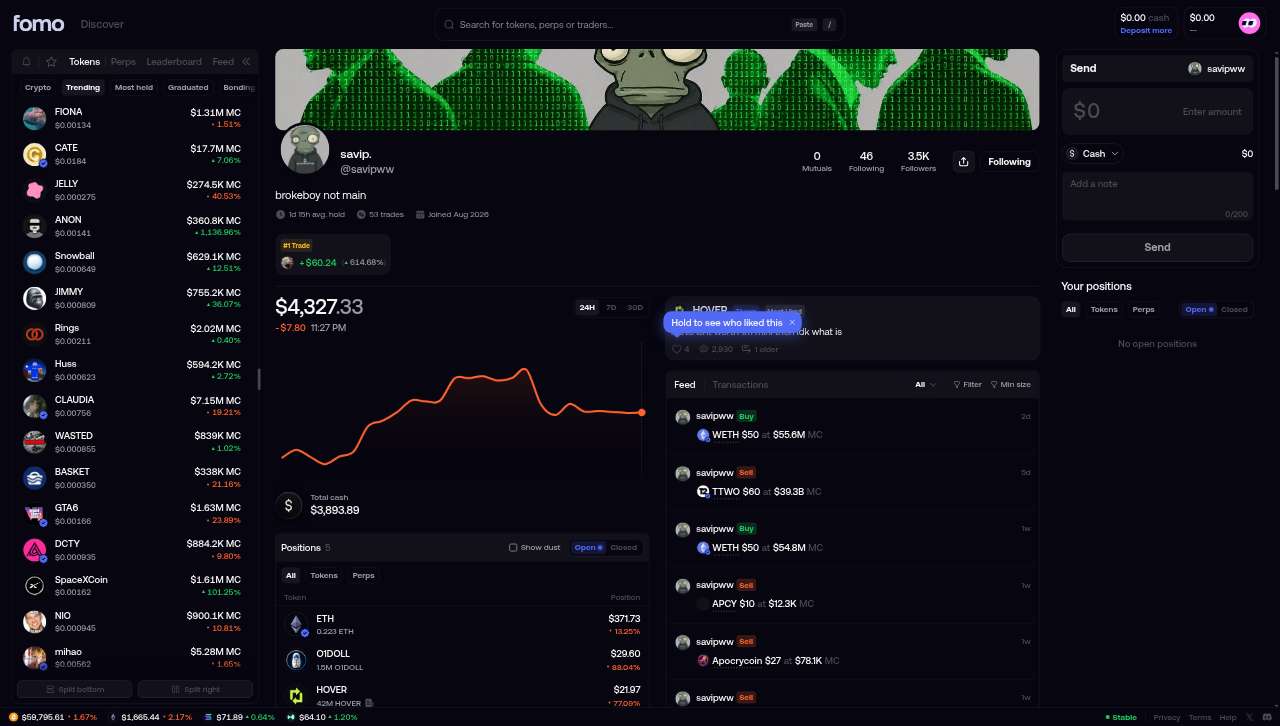 fomo
Discover
Search for tokens, perps or traders...
Paste
/
$0.00 cash
Deposit more
$0.00
—
Tokens Perps Leaderboard Feed
Crypto Trending Most held Graduated Bonding
FIONA $1.31M MC
$0.00134 1.51%
CATE $17.7M MC
$0.0184 7.06%
JELLY $274.5K MC
$0.000275 40.53%
ANON $360.8K MC
$0.00141 1,136.96%
Snowball $629.1K MC
$0.000649 12.51%
JIMMY $755.2K MC
$0.000809 36.07%
Rings $2.02M MC
$0.00211 0.40%
Huss $594.2K MC
$0.000623 2.72%
CLAUDIA $7.15M MC
$0.00756 19.21%
WASTED $839K MC
$0.000855 1.02%
BASKET $338K MC
$0.000350 21.16%
GTA6 $1.63M MC
$0.00166 23.89%
DCTY $884.2K MC
$0.000935 9.80%
SpaceXCoin $1.61M MC
$0.00162 101.25%
NIO $900.1K MC
$0.000945 10.81%
mihao $5.28M MC
$0.00562 1.65%
Split bottom Split right
savip.
@savipww
0 46 3.5K
Mutuals Following Followers
Following
brokeboy not main
1d 15h avg. hold 53 trades Joined Aug 2026
#1 Trade
+$60.24 614.68%
$4,327.33
24H 7D 30D
-$7.80 11:27 PM
$
Total cash
$3,893.89
Positions 5
Show dust
Open Closed
All Tokens Perps
Token Position
ETH $371.73
0.223 ETH 13.25%
O1DOLL $29.60
1.5M O1DOLL 88.04%
HOVER $21.97
42M HOVER 77.09%
HOVER
Hold to see who liked this ×
idk what is
4 2,930 1 older
Feed Transactions
All Filter Min size
savipww Buy 2d
WETH $50 at $55.6M MC
savipww Sell 5d
TTWO $60 at $39.3B MC
savipww Buy 1w
WETH $50 at $54.8M MC
savipww Sell 1w
APCY $10 at $12.3K MC
savipww Sell 1w
Apocrycoin $27 at $78.1K MC
savipww Sell 1w
Send savipww
$0 Enter amount
$ Cash $0
Add a note
0/200
Send
Your positions
All Tokens Perps Open Closed
No open positions
$59,795.61 1.67% $1,665.44 2.17% $71.89 0.64% $64.10 1.20%
Stable Privacy Terms Help